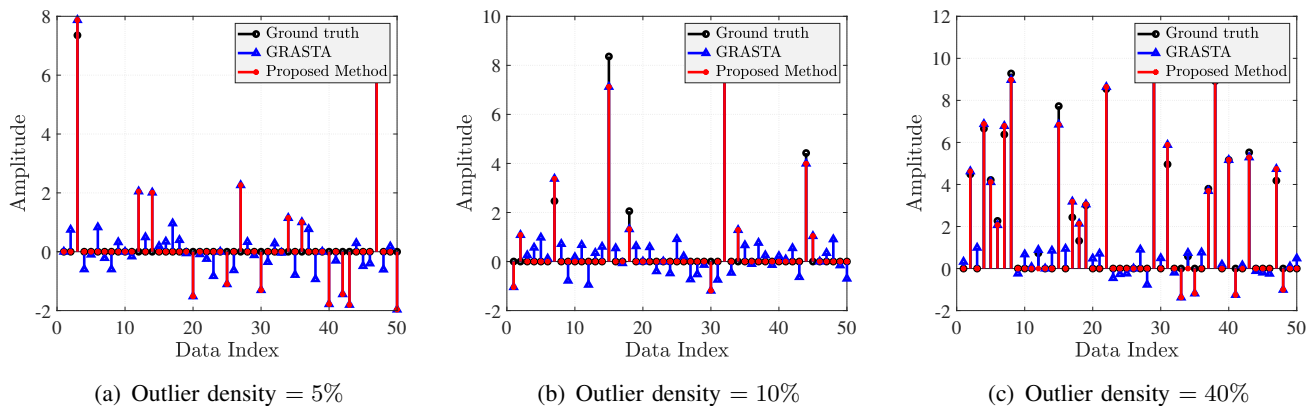 8
6
4
2
0
-2
0 10 20 30 40 50
Amplitude
Data Index
Ground truth
GRASTA
Proposed Method
(a) Outlier density = 5%
10
8
6
4
2
0
-2
0 10 20 30 40 50
Amplitude
Data Index
Ground truth
GRASTA
Proposed Method
(b) Outlier density = 10%
12
10
8
6
4
2
0
-2
0 10 20 30 40 50
Amplitude
Data Index
Ground truth
GRASTA
Proposed Method
(c) Outlier density = 40%